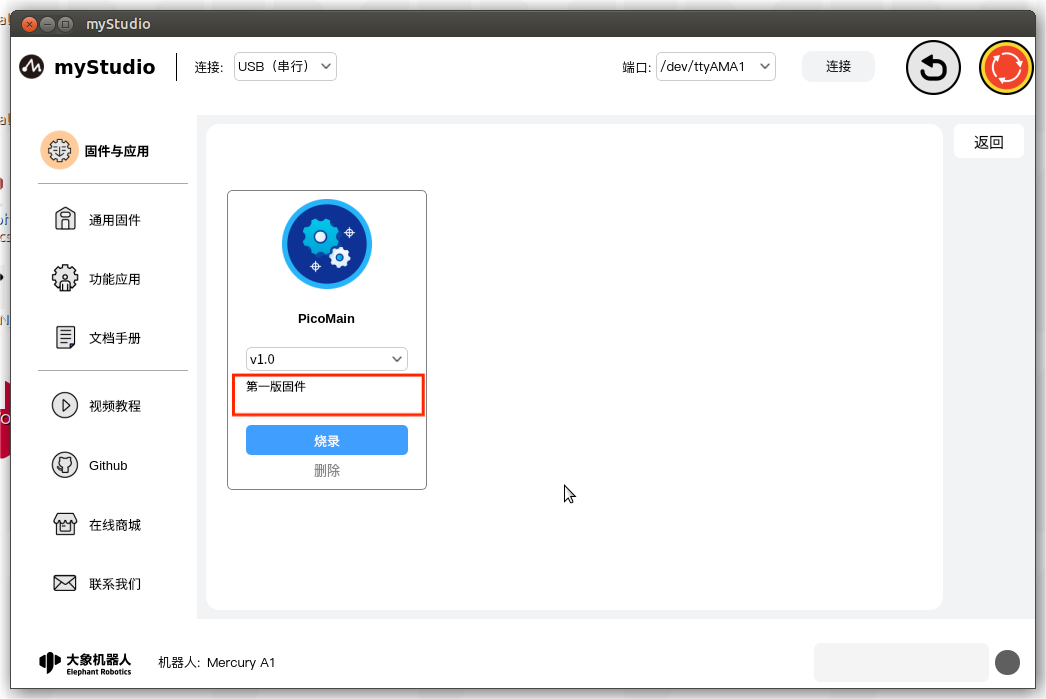 myStudio
myStudio
连接:
USB（串行）
端口:
/dev/ttyAMA1
连接
固件与应用
返回
通用固件
功能应用
文档手册
视频教程
Github
在线商城
联系我们
PicoMain
v1.0
第一版固件
烧录
删除
大象机器人
Elephant Robotics
机器人: Mercury A1